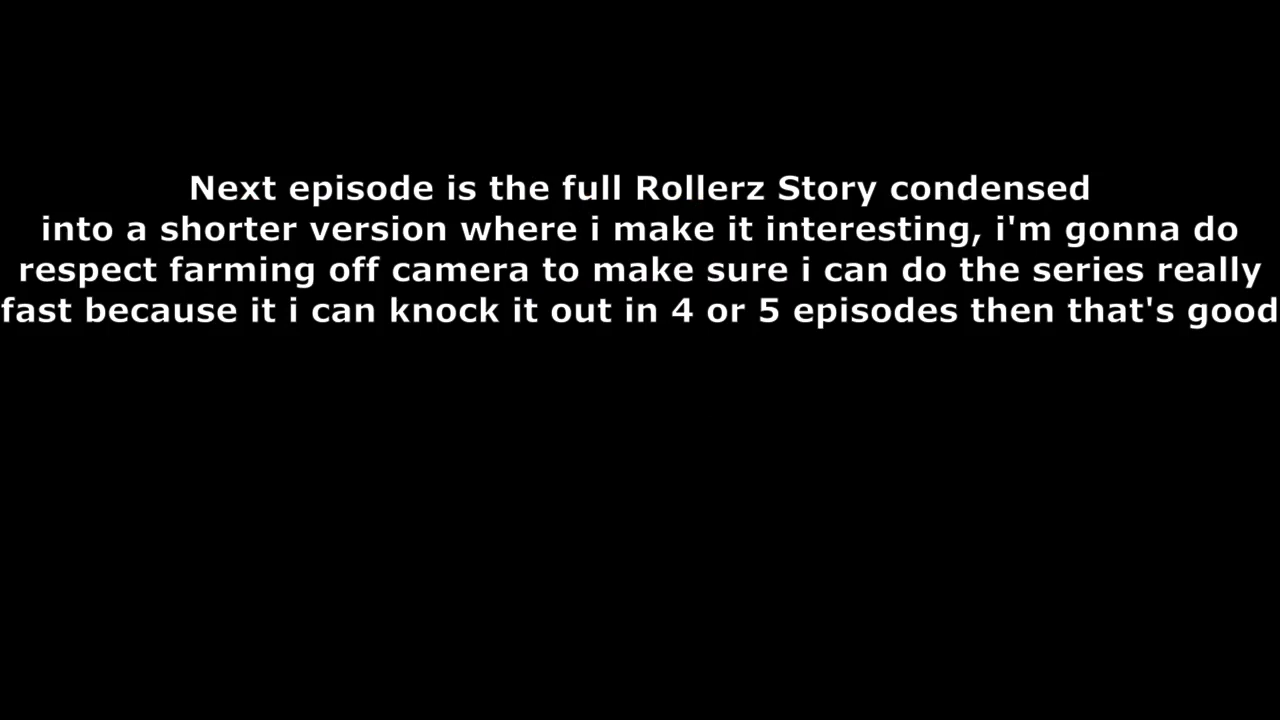 Next episode is the full Rollerz Story condensed
into a shorter version where i make it interesting, i'm gonna do
respect farming off camera to make sure i can do the series really
fast because it i can knock it out in 4 or 5 episodes then that's good